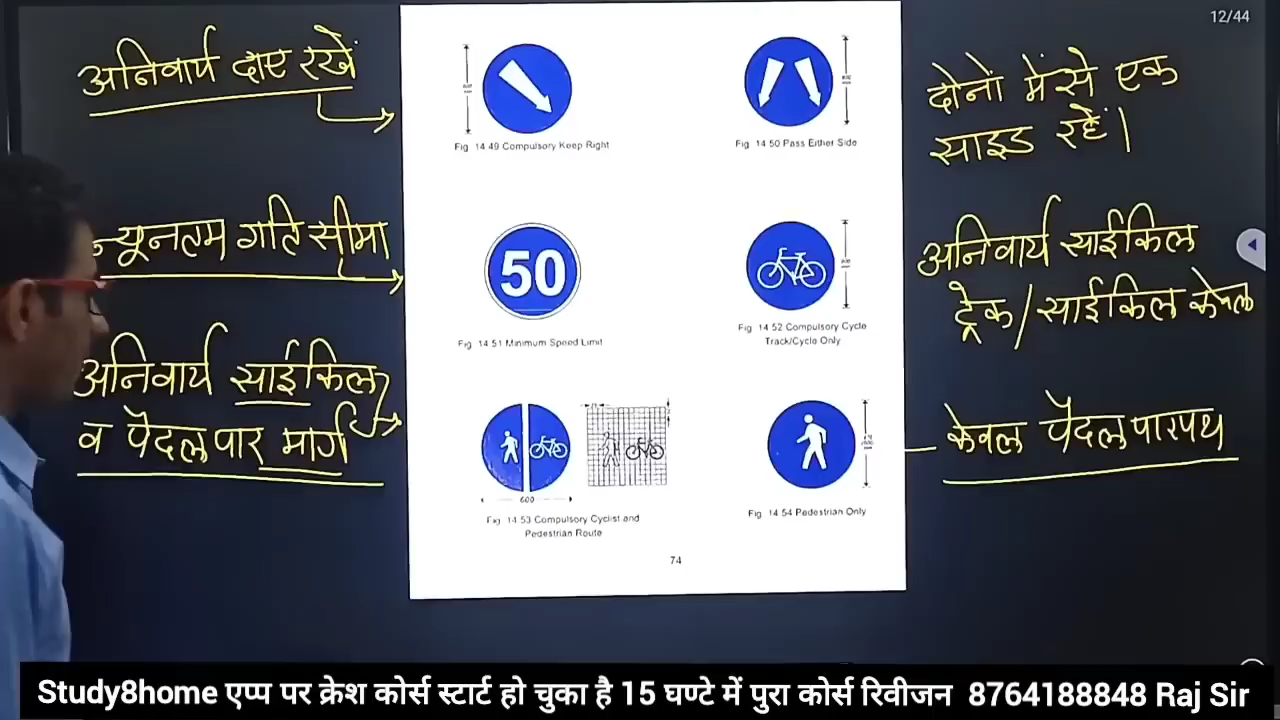 12/44
अनिवार्य दाए रखें
Fig 14 49 Compulsory Keep Right
Fig 14 50 Pass Either Side
दोनों में से एक
साइड रहें।
न्यूनतम गति सीमा
50
Fig 14 51 Minimum Speed Limit
Fig 14 52 Compulsory Cycle
Track/Cycle Only
अनिवार्य साईकिल
ट्रेक/साईकिल केवल
अनिवार्य साईकिल
व पैदल पार मार्ग
600
Fig 14 53 Compulsory Cyclist and
Pedestrian Route
Fig 14 54 Pedestrian Only
केवल पैदल पारपथ
74
Study8home एप्प पर क्रेश कोर्स स्टार्ट हो चुका है 15 घण्टे में पुरा कोर्स रिवीजन 8764188848 Raj Sir